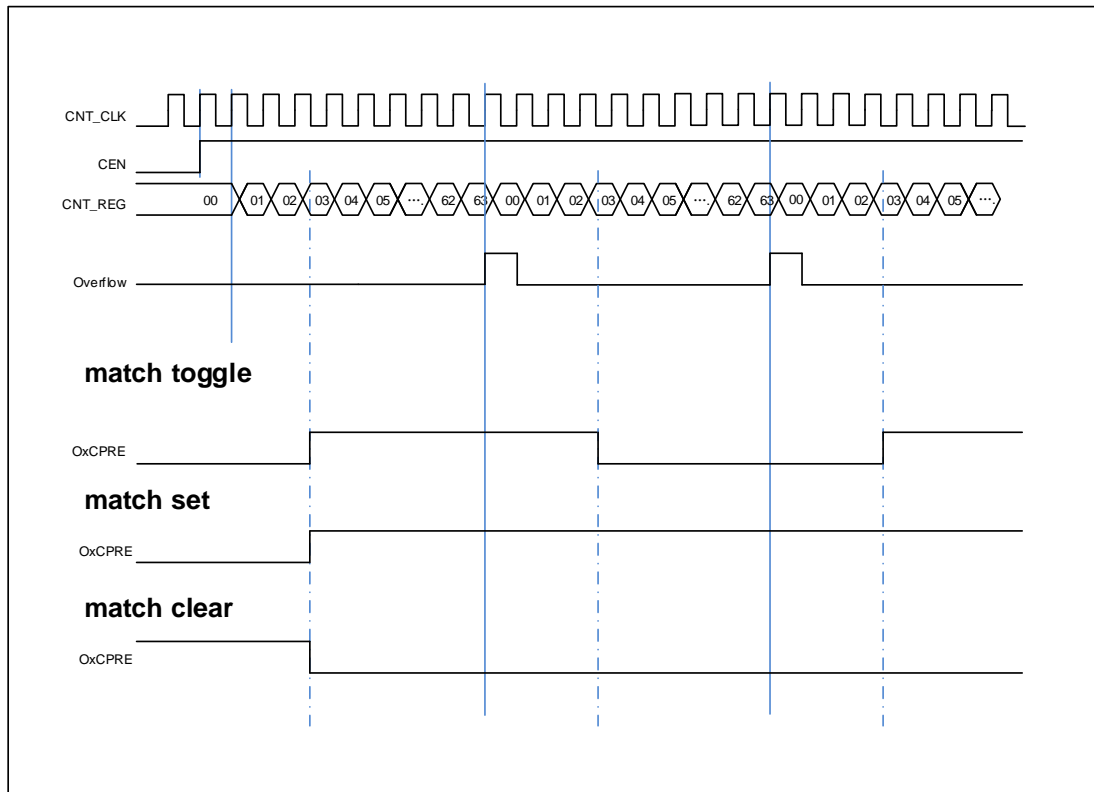 CNT_CLK
CEN
CNT_REG 00 01 02 03 04 05 ···. 62 63 00 01 02 03 04 05 ···. 62 63 00 01 02 03 04 05 ···.
Overflow
match toggle
OxCPRE
match set
OxCPRE
match clear
OxCPRE